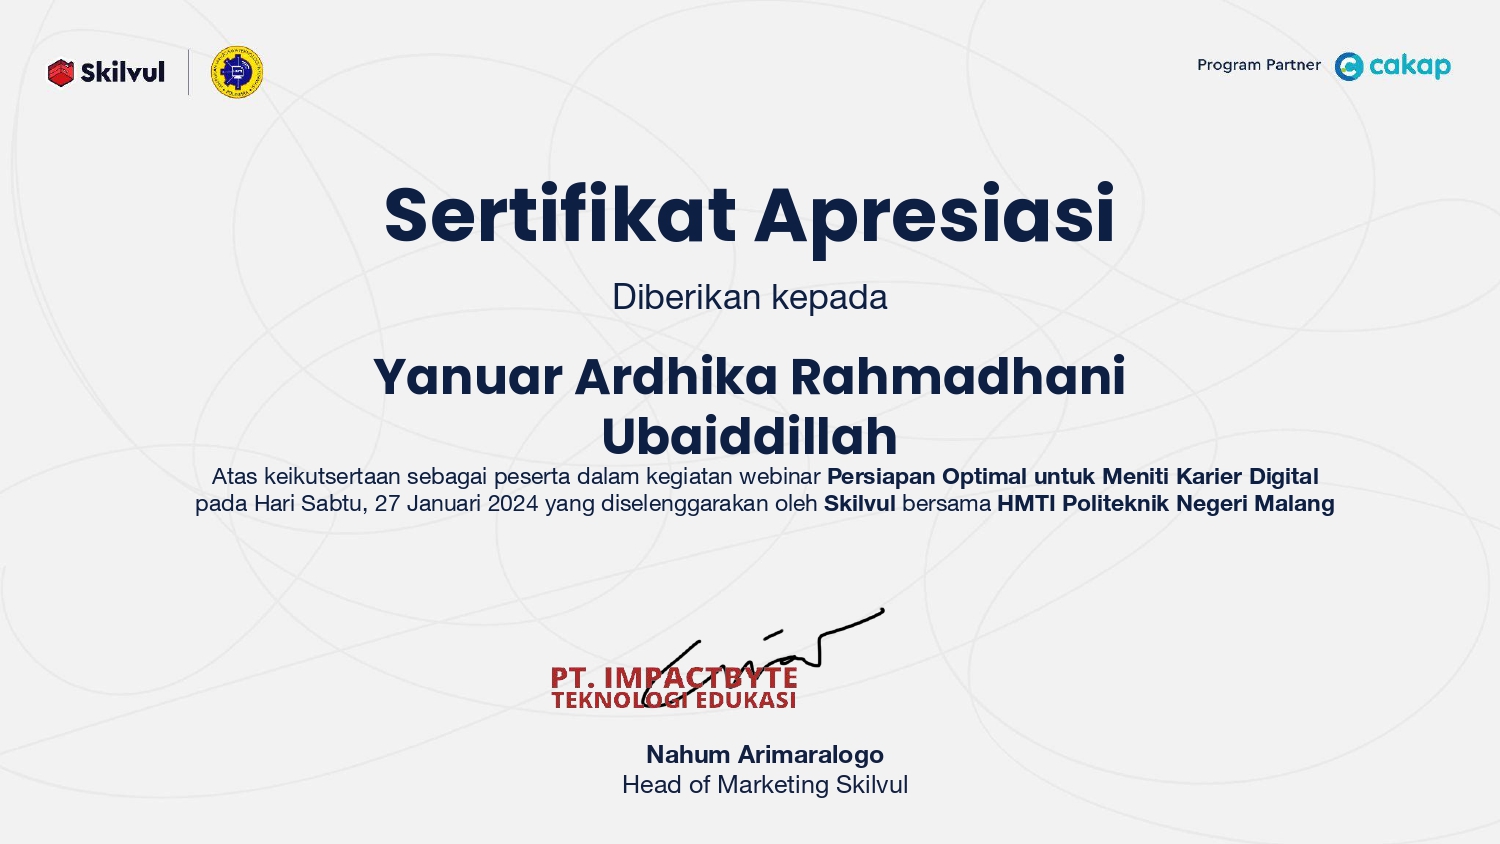 Skilvul
Program Partner cakap
Sertifikat Apresiasi
Diberikan kepada
Yanuar Ardhika Rahmadhani
Ubaiddillah
Atas keikutsertaan sebagai peserta dalam kegiatan webinar Persiapan Optimal untuk Meniti Karier Digital
pada Hari Sabtu, 27 Januari 2024 yang diselenggarakan oleh Skilvul bersama HMTI Politeknik Negeri Malang
PT. IMPACTBYTE
TEKNOLOGI EDUKASI
Nahum Arimaralogo
Head of Marketing Skilvul